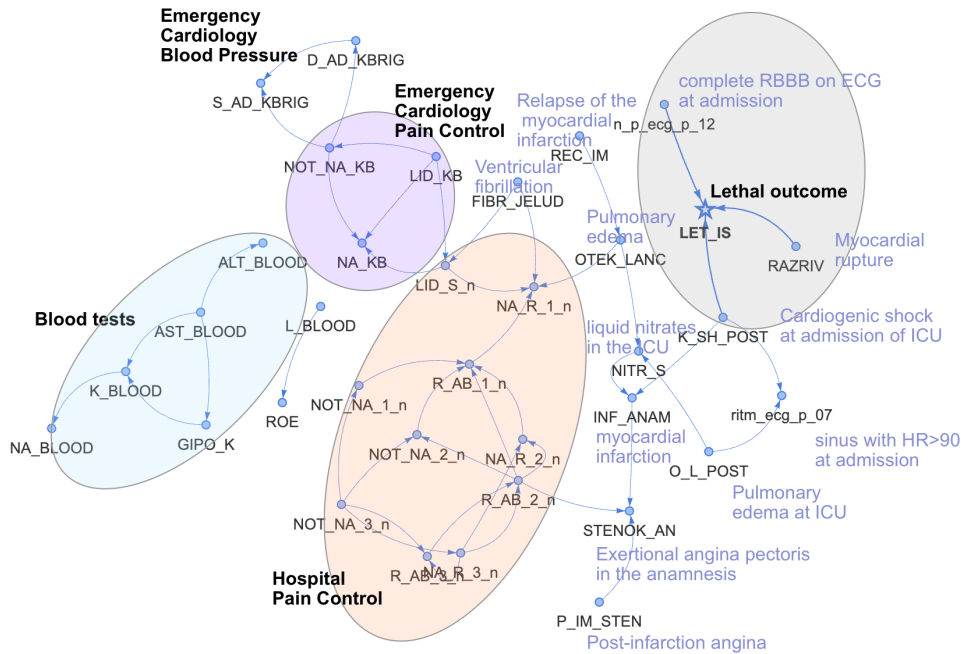 Emergency
Cardiology
Blood Pressure
D_AD_KBRIG
S_AD_KBRIG
Emergency
Cardiology
Pain Control
NOT_NA_KB
LID_KB
NA_KB
Relapse of the
myocardial
infarction
REC_IM
Ventricular
fibrillation
FIBR_JELUD
complete RBBB on ECG
at admission
n_p_ecg_p_12
Lethal outcome
LET_IS
Myocardial
rupture
RAZRIV
Pulmonary
edema
OTEK_LANC
ALT_BLOOD
Blood tests
AST_BLOOD
K_BLOOD
NA_BLOOD
GIPO_K
L_BLOOD
ROE
LID_S_n
NA_R_1_n
liquid nitrates
in the ICU
NITR_S
K_SH_POST
Cardiogenic shock
at admission of ICU
R_AB_1_n
NOT_NA_1_n
INF_ANAM
myocardial
infarction
ritm_ecg_p_07
sinus with HR>90
at admission
NOT_NA_2_n
NA_R_2_n
R_AB_2_n
O_L_POST
Pulmonary
edema at ICU
NOT_NA_3_n
STENOK_AN
Exertional angina pectoris
in the anamnesis
R_AB_3_n
NA_R_3_n
Hospital
Pain Control
P_IM_STEN
Post-infarction angina